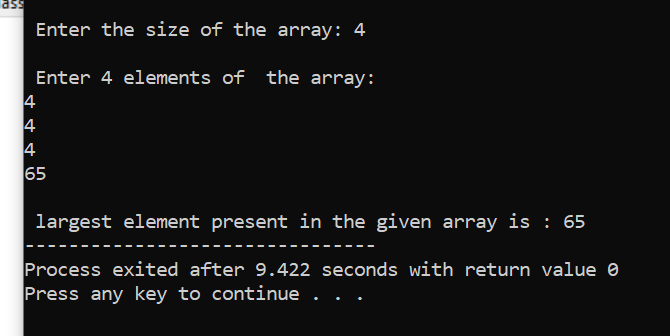 Enter the size of the array: 4
Enter 4 elements of  the array:
4
4
4
65
largest element present in the given array is : 65
--------------------------------
Process exited after 9.422 seconds with return value 0
Press any key to continue . . .